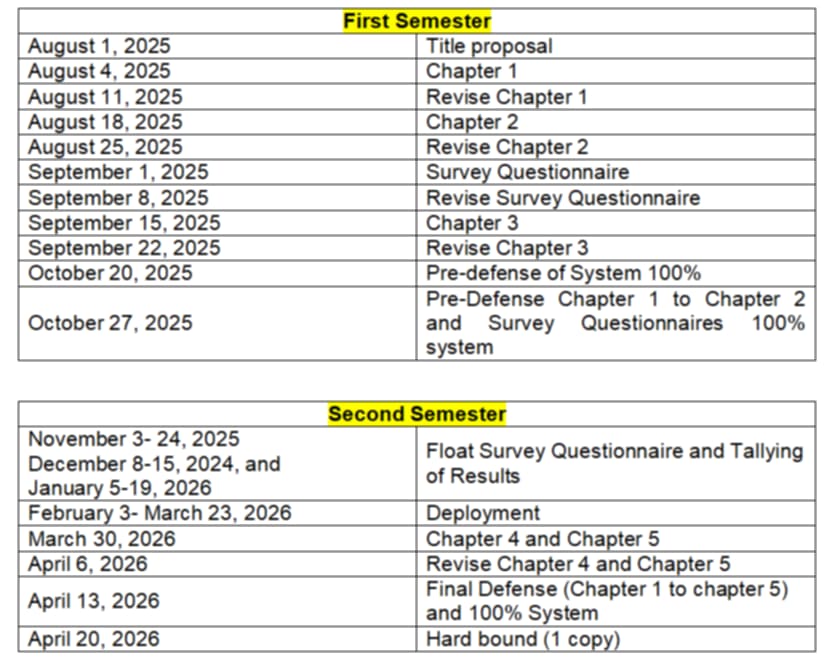 First Semester
August 1, 2025 Title proposal
August 4, 2025 Chapter 1
August 11, 2025 Revise Chapter 1
August 18, 2025 Chapter 2
August 25, 2025 Revise Chapter 2
September 1, 2025 Survey Questionnaire
September 8, 2025 Revise Survey Questionnaire
September 15, 2025 Chapter 3
September 22, 2025 Revise Chapter 3
October 20, 2025 Pre-defense of System 100%
October 27, 2025
Pre-Defense Chapter 1 to Chapter 2
and Survey Questionnaires 100%
system
Second Semester
November 3- 24, 2025
December 8-15, 2024, and
January 5-19, 2026
Float Survey Questionnaire and Tallying
of Results
February 3- March 23, 2026 Deployment
March 30, 2026 Chapter 4 and Chapter 5
April 6, 2026 Revise Chapter 4 and Chapter 5
April 13, 2026
Final Defense (Chapter 1 to chapter 5)
and 100% System
April 20, 2026 Hard bound (1 copy)